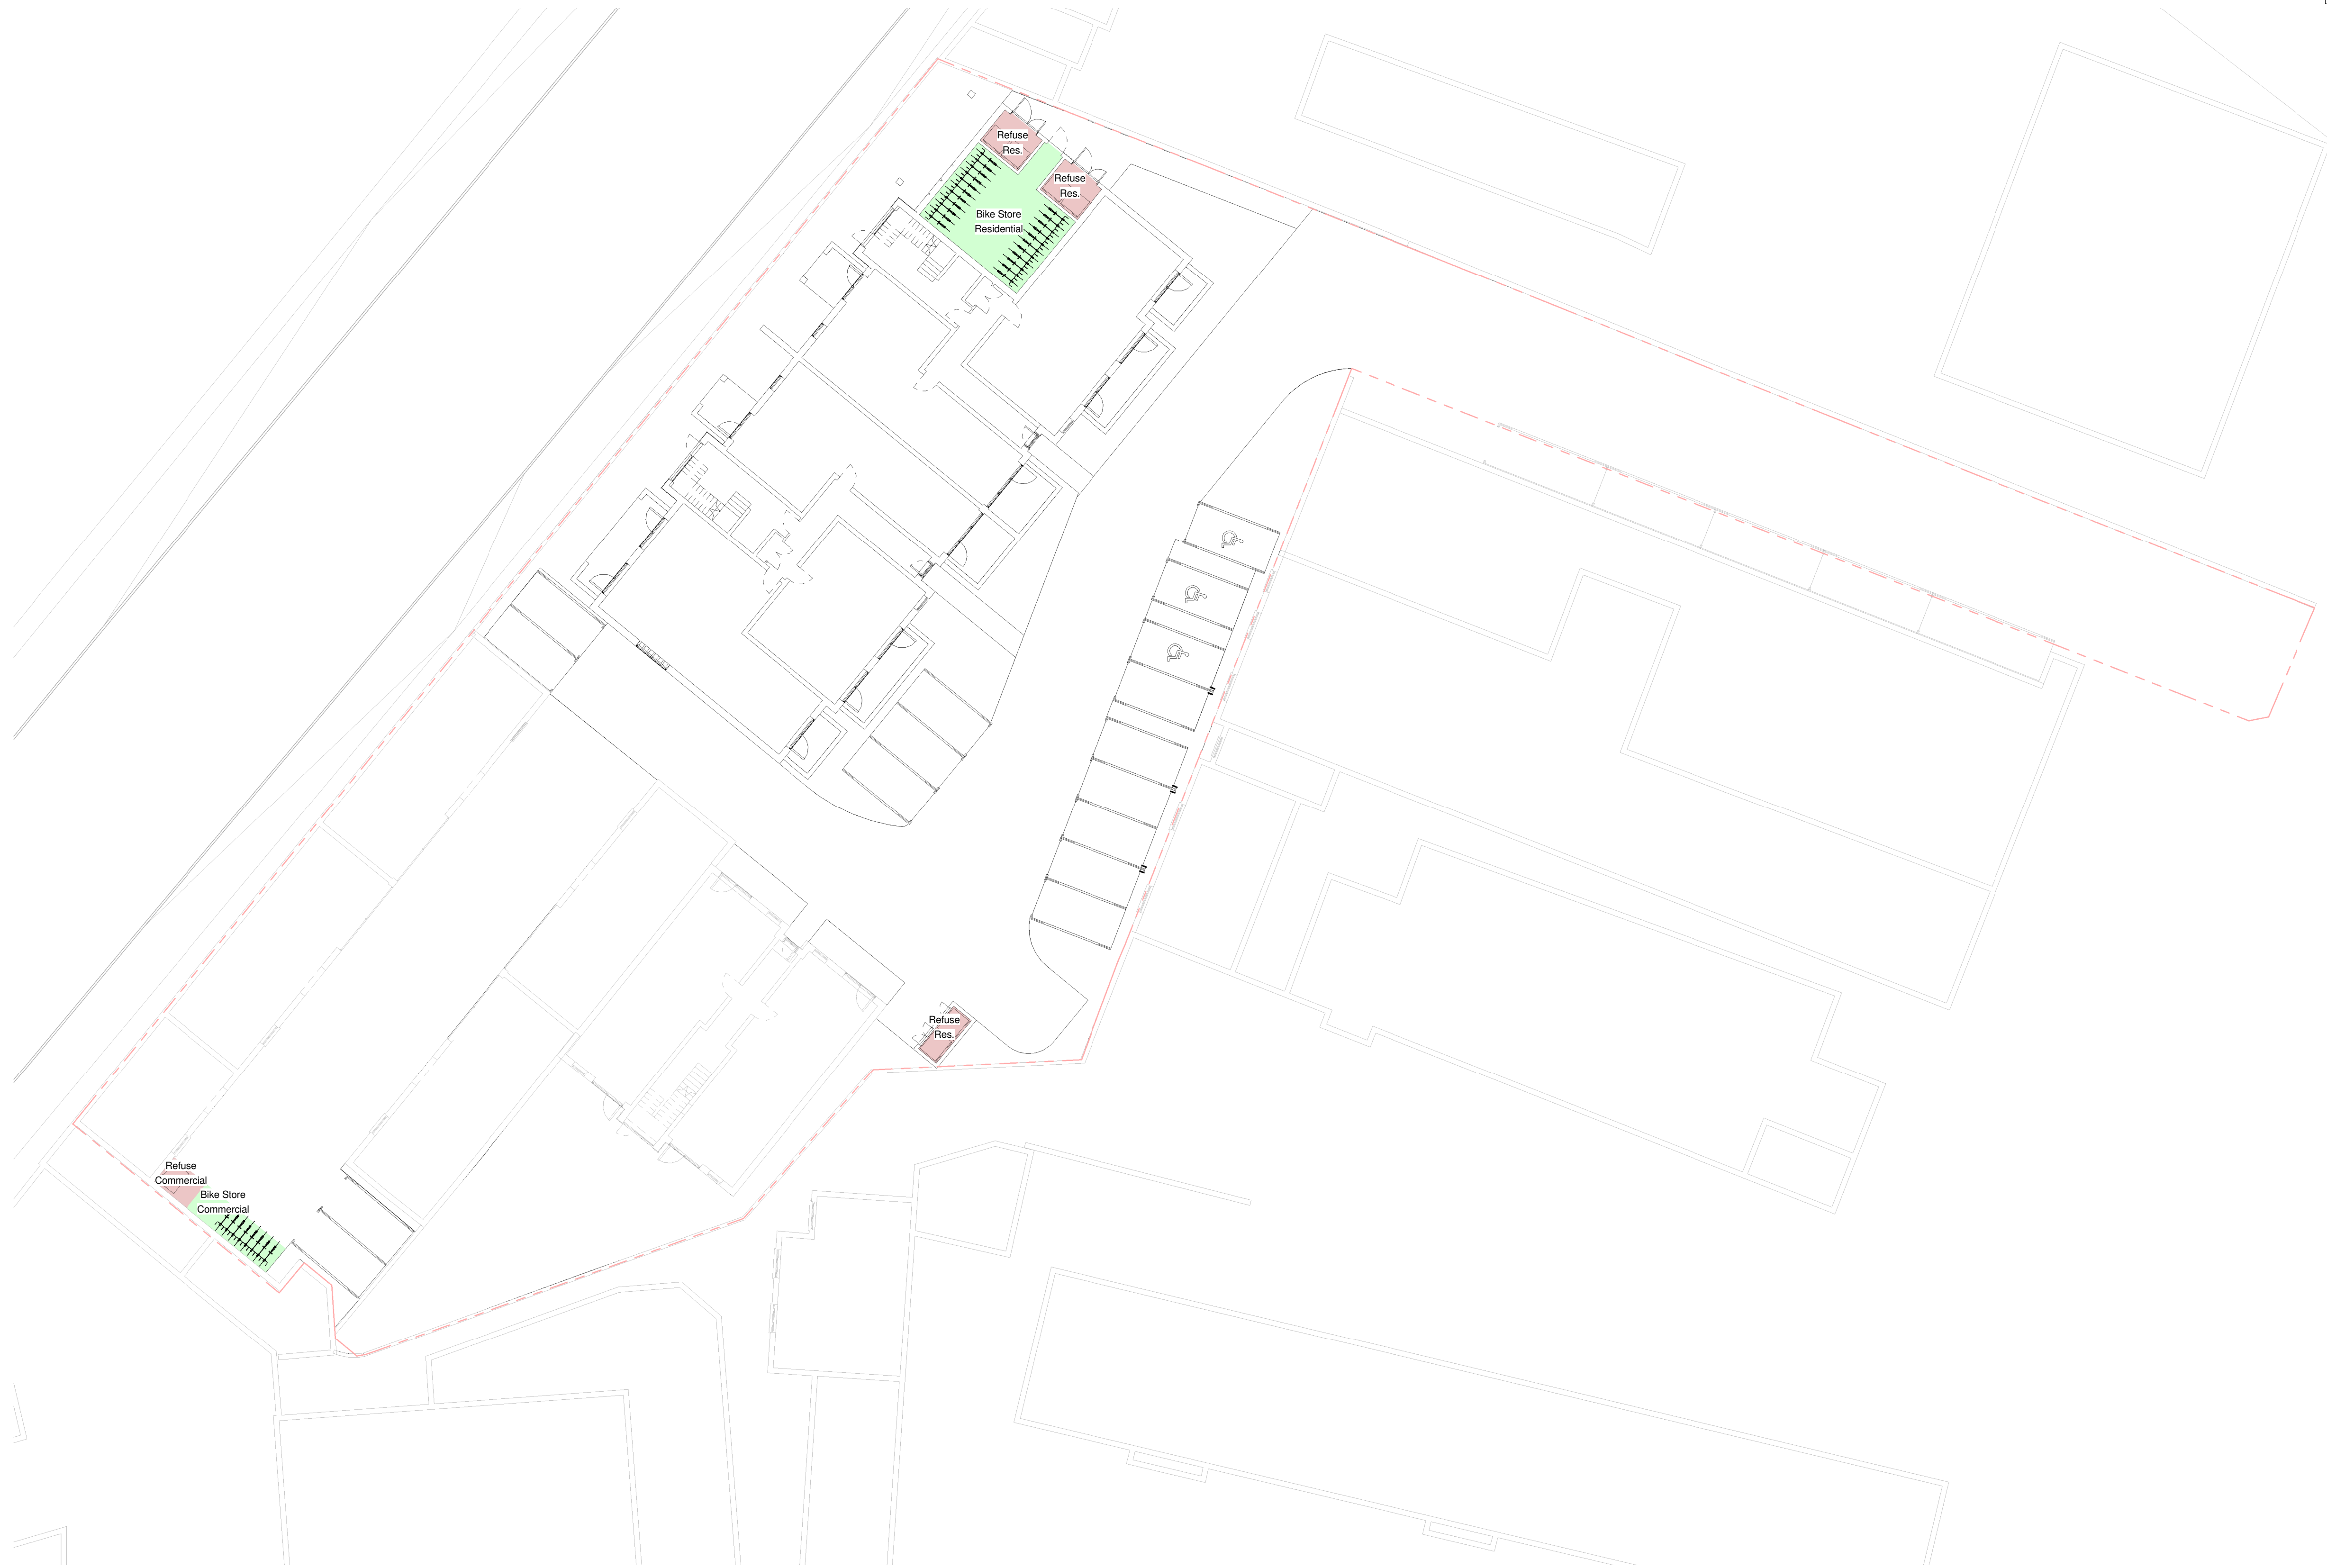 Refuse
Res.
Refuse
Res.
Bike Store
Residential
Refuse
Res.
Refuse
Commercial
Bike Store
Commercial